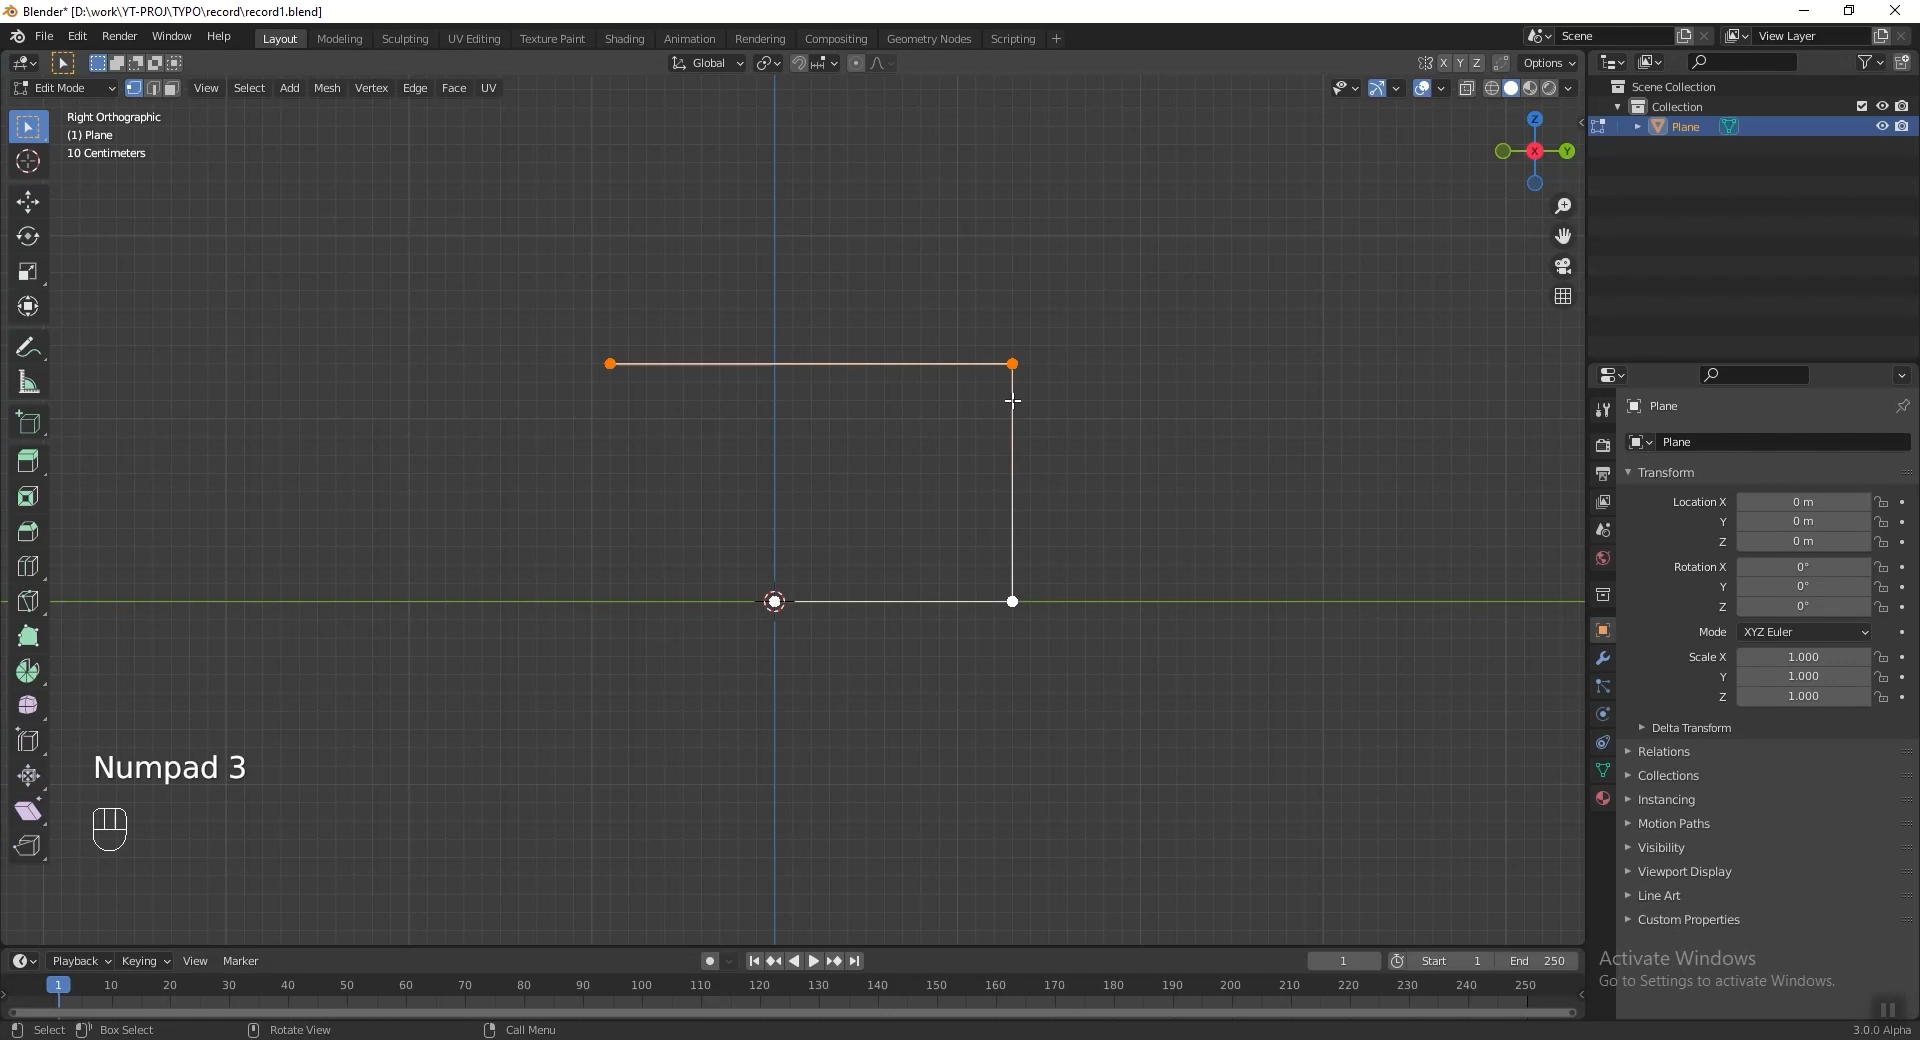 Blender* [D:\work\YT-PROJ\TYPO\record\record1.blend]
File Edit Render Window Help Layout Modeling Sculpting UV Editing Texture Paint Shading Animation Rendering Compositing Geometry Nodes Scripting + Scene View Layer
Global X Y Z Options
Edit Mode View Select Add Mesh Vertex Edge Face UV
Scene Collection
Collection
Plane
Right Orthographic
(1) Plane
10 Centimeters
Z
X
Y
Plane
Plane
Transform
Location X 0 m
Y 0 m
Z 0 m
Rotation X 0°
Y 0°
Z 0°
Mode XYZ Euler
Scale X 1.000
Y 1.000
Z 1.000
Delta Transform
Relations
Collections
Instancing
Motion Paths
Visibility
Viewport Display
Line Art
Custom Properties
Numpad 3
Activate Windows
Go to Settings to activate Windows.
Playback Keying View Marker 1 Start 1 End 250
1 10 20 30 40 50 60 70 80 90 100 110 120 130 140 150 160 170 180 190 200 210 220 230 240 250
Select Box Select Rotate View Call Menu 3.0.0 Alpha